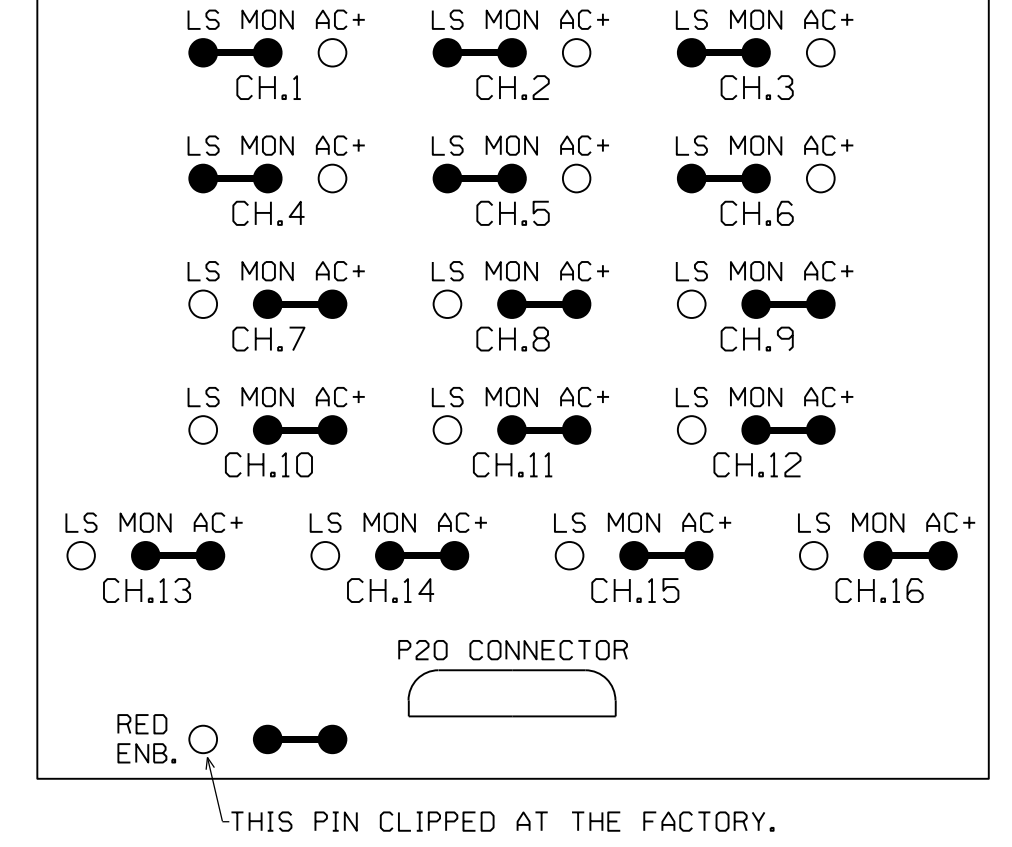 LS MON AC+ LS MON AC+ LS MON AC+
CH.1 CH.2 CH.3
LS MON AC+ LS MON AC+ LS MON AC+
CH.4 CH.5 CH.6
LS MON AC+ LS MON AC+ LS MON AC+
CH.7 CH.8 CH.9
LS MON AC+ LS MON AC+ LS MON AC+
CH.10 CH.11 CH.12
LS MON AC+ LS MON AC+ LS MON AC+ LS MON AC+
CH.13 CH.14 CH.15 CH.16
P20 CONNECTOR
RED
ENB.
THIS PIN CLIPPED AT THE FACTORY.